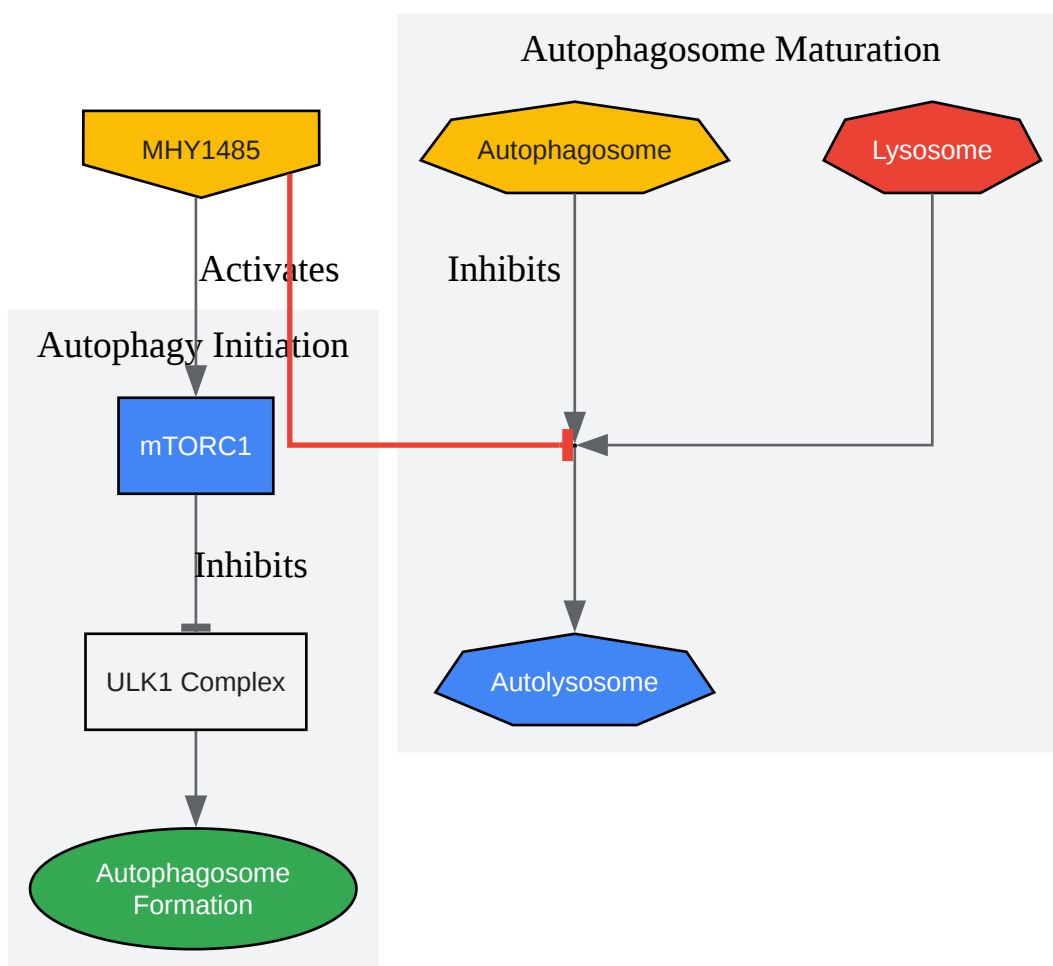 Autophagosome Maturation
MHY1485
Autophagosome
Lysosome
Activates
Inhibits
Autophagy Initiation
mTORC1
Inhibits
ULK1 Complex
Autolysosome
Autophagosome
Formation